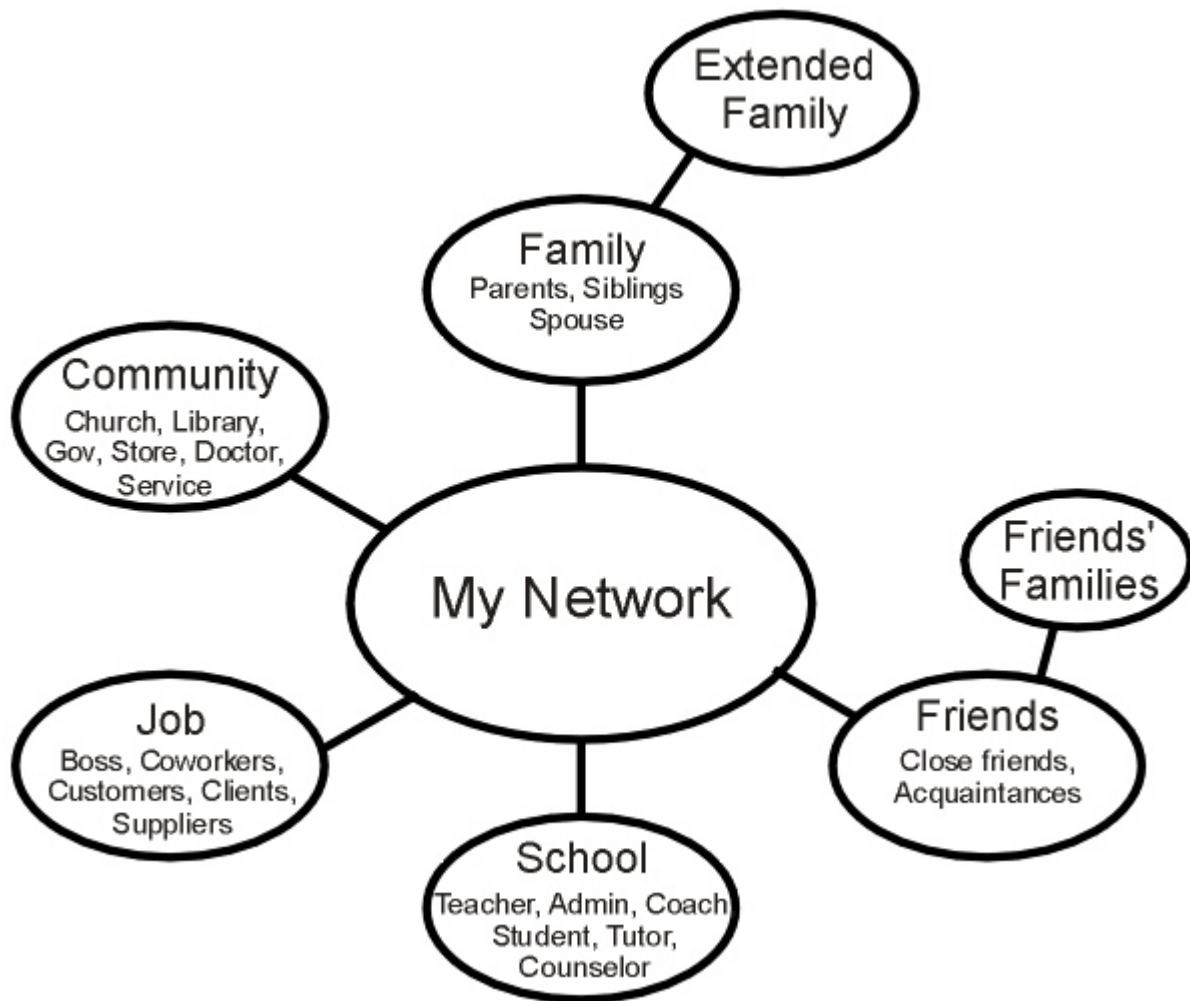 Extended
Family
Family
Parents, Siblings
Spouse
Community
Church, Library,
Gov, Store, Doctor,
Service
My Network
Friends'
Families
Job
Boss, Coworkers,
Customers, Clients,
Suppliers
Friends
Close friends,
Acquaintances
School
Teacher, Admin, Coach
Student, Tutor,
Counselor